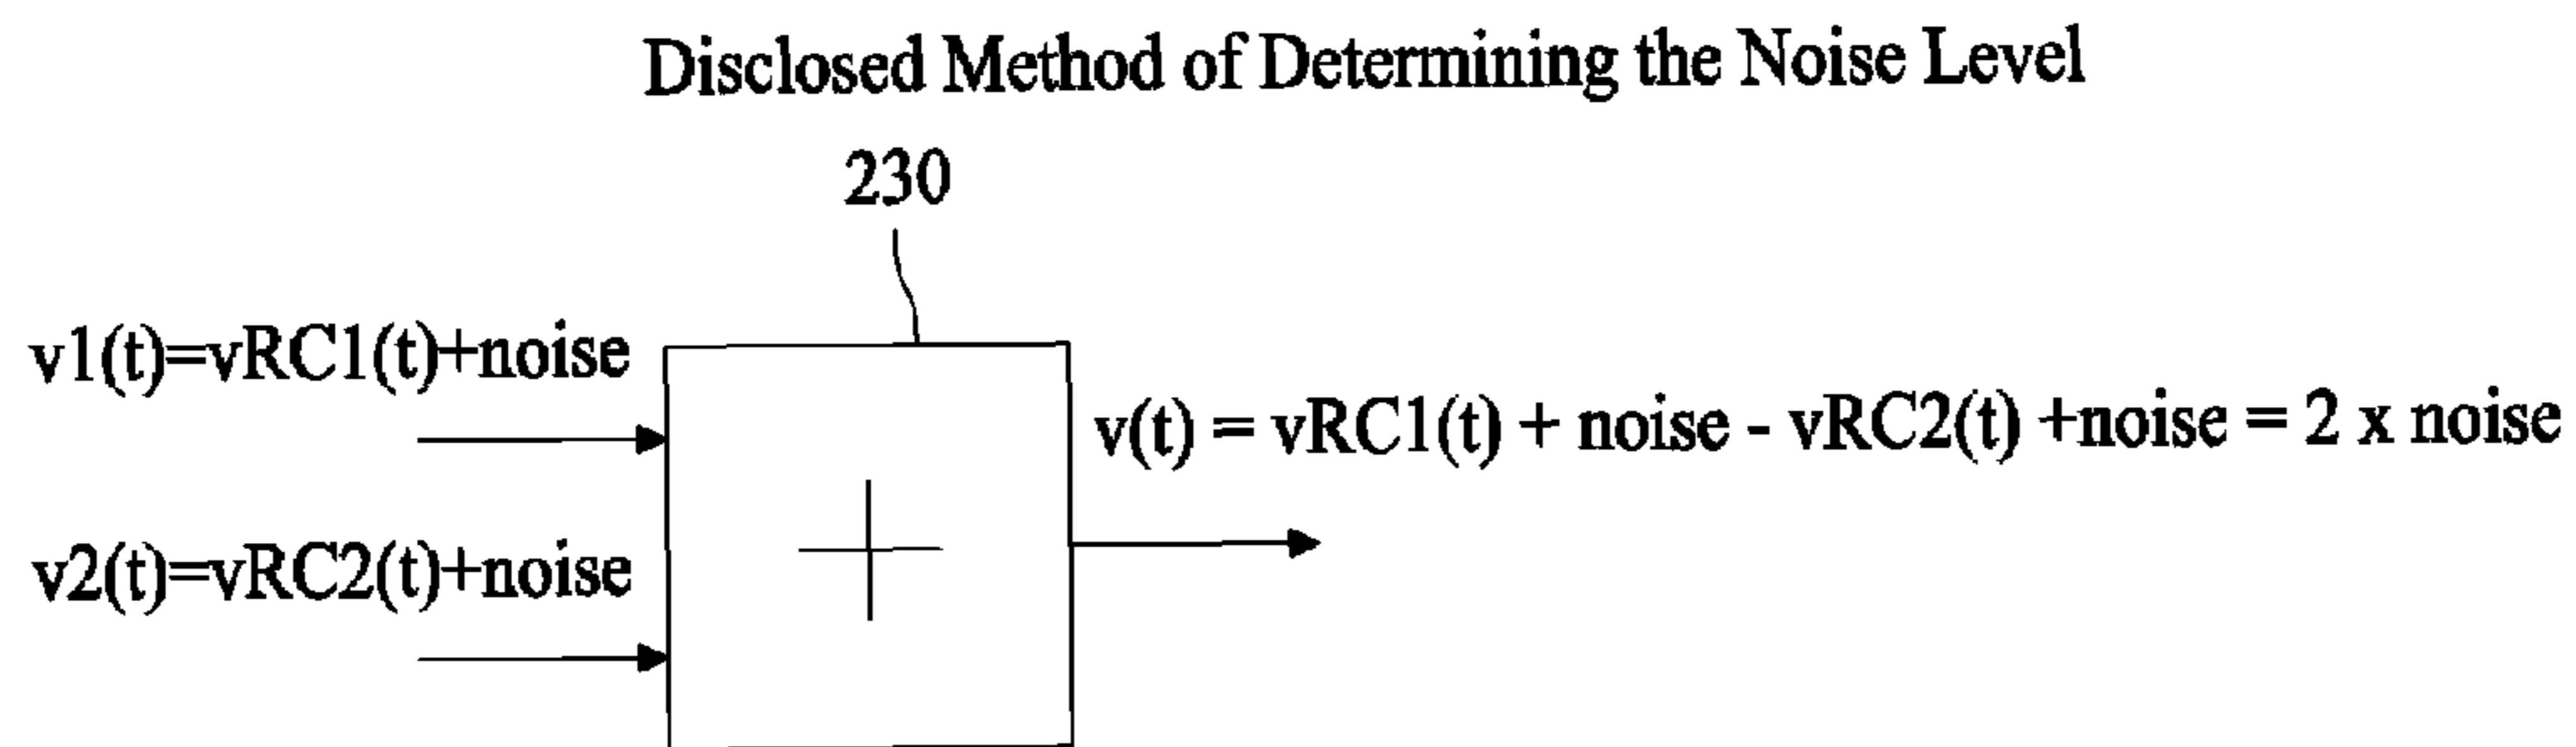 Disclosed Method of Determining the Noise Level
230
v1(t)=vRC1(t)+noise
v(t) = vRC1(t) + noise - vRC2(t) +noise = 2 x noise
v2(t)=vRC2(t)+noise
+